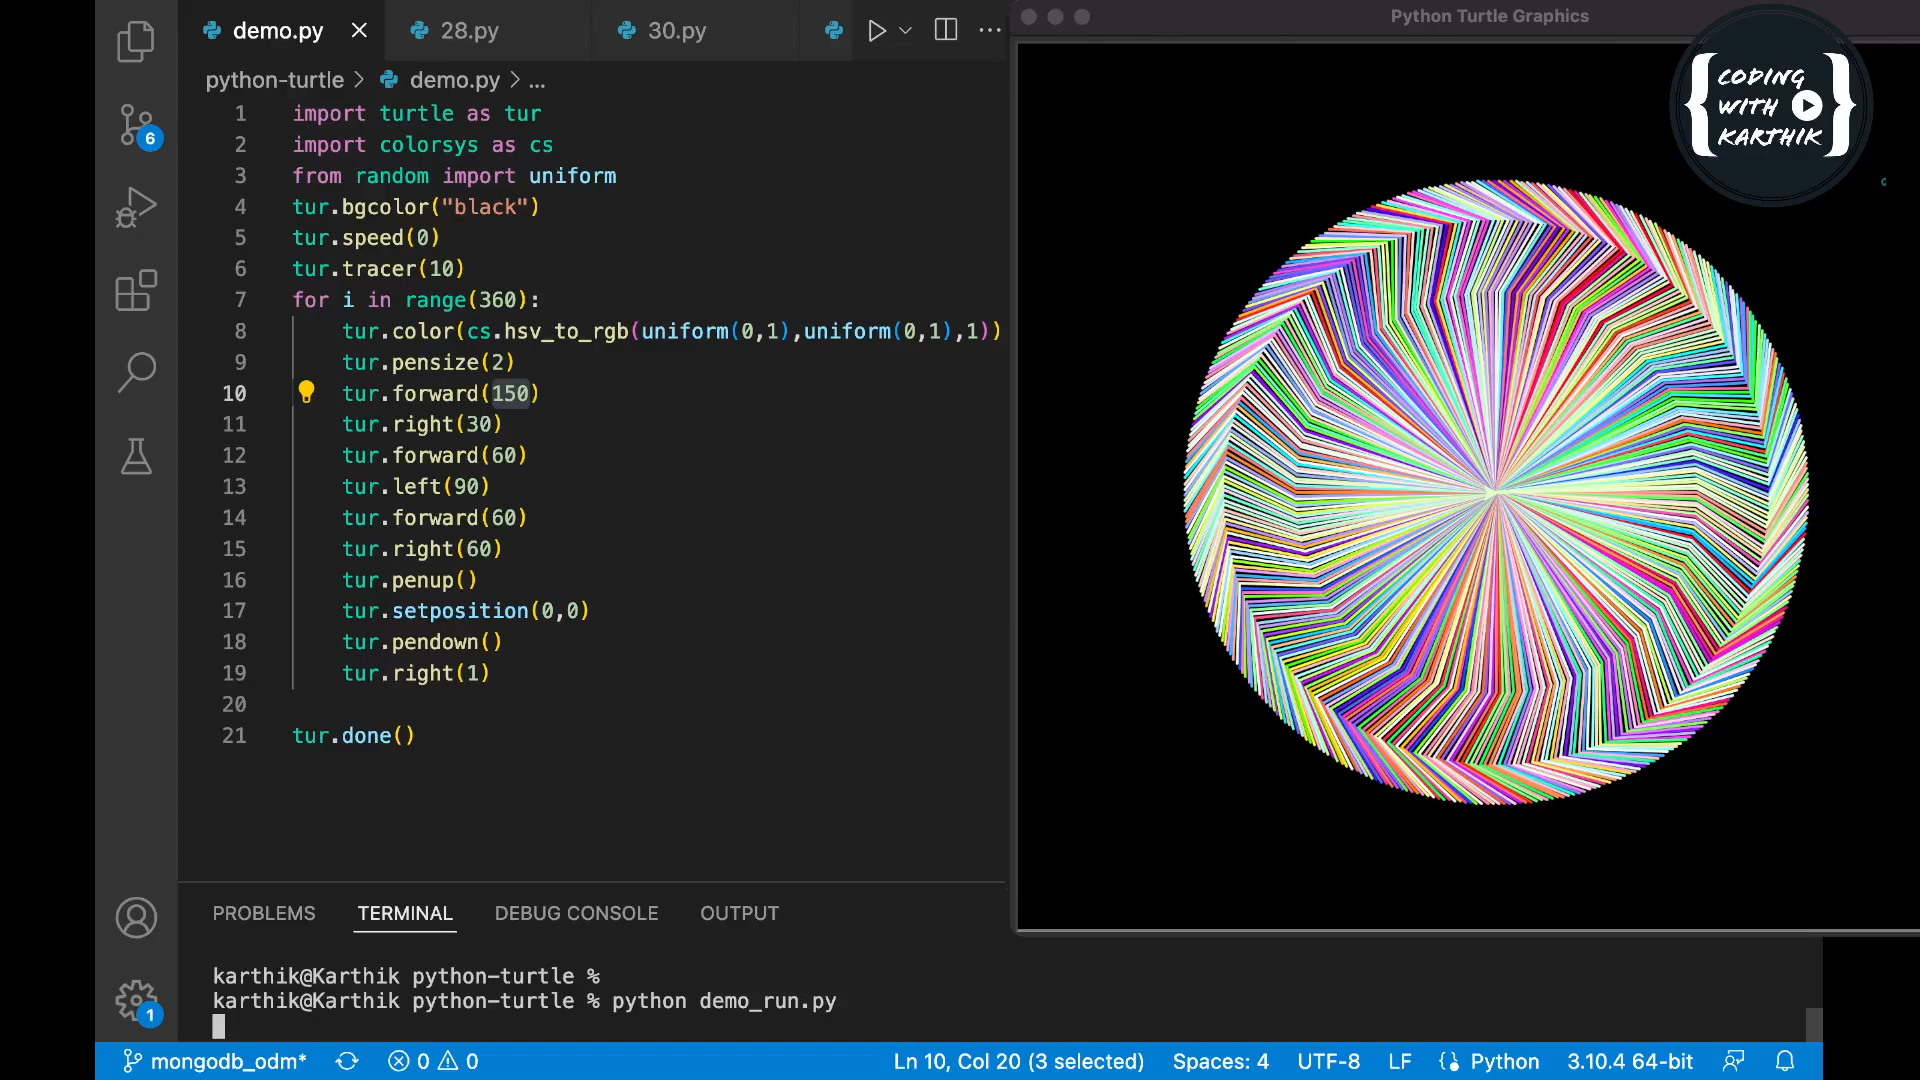 demo.py
28.py
30.py
Python Turtle Graphics
CODING
WITH
KARTHIK
python-turtle > demo.py > ...
6
1 import turtle as tur
2 import colorsys as cs
3 from random import uniform
4 tur.bgcolor("black")
5 tur.speed(0)
6 tur.tracer(10)
7 for i in range(360):
8 tur.color(cs.hsv_to_rgb(uniform(0,1),uniform(0,1),1))
9 tur.pensize(2)
10 tur.forward(150)
11 tur.right(30)
12 tur.forward(60)
13 tur.left(90)
14 tur.forward(60)
15 tur.right(60)
16 tur.penup()
17 tur.setposition(0,0)
18 tur.pendown()
19 tur.right(1)
20
21 tur.done()
PROBLEMS TERMINAL DEBUG CONSOLE OUTPUT
karthik@Karthik python-turtle %
karthik@Karthik python-turtle % python demo_run.py
1
mongodb_odm* 0 0 Ln 10, Col 20 (3 selected) Spaces: 4 UTF-8 LF Python 3.10.4 64-bit